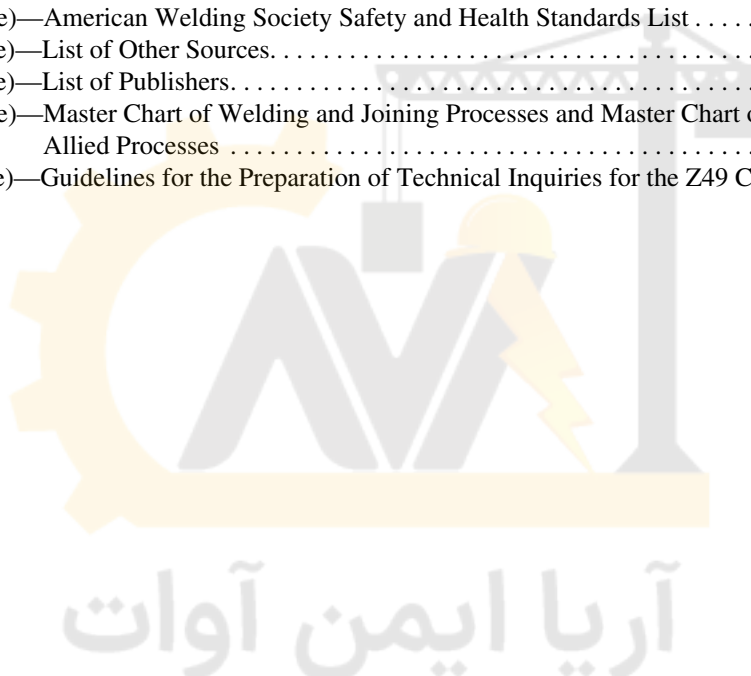 e)—American Welding Society Safety and Health Standards List . . . . .
e)—List of Other Sources. . . . . . . . . . . . . . . . . . . . . . . . . . . . . . . . . . . . .
e)—List of Publishers. . . . . . . . . . . . . . . . . . . . . . . . . . . . . . . . . . . . . . . .
e)—Master Chart of Welding and Joining Processes and Master Chart o
Allied Processes . . . . . . . . . . . . . . . . . . . . . . . . . . . . . . . . . . . . . . . .
e)—Guidelines for the Preparation of Technical Inquiries for the Z49 C
آریا ایمن آوات